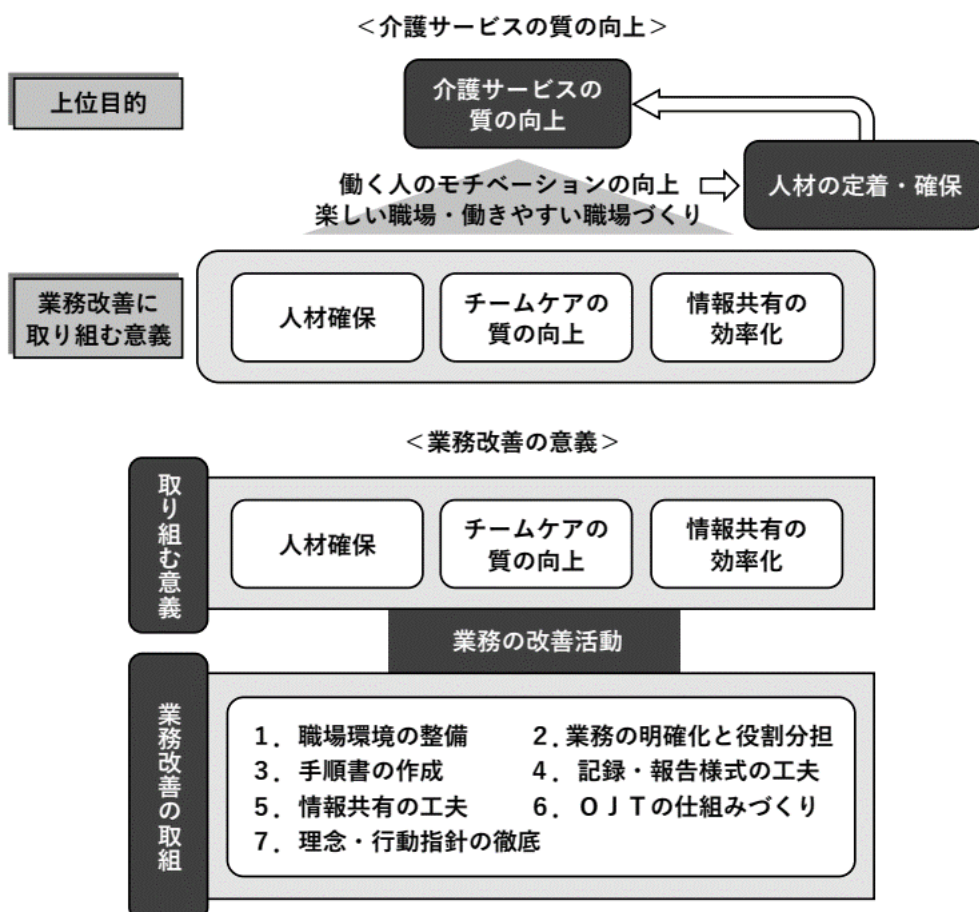 ＜介護サービスの質の向上＞
上位目的
介護サービスの
質の向上
働く人のモチベーションの向上
楽しい職場・働きやすい職場づくり
人材の定着・確保
業務改善に
取り組む意義
人材確保
チームケアの
質の向上
情報共有の
効率化
＜業務改善の意義＞
取り組む意義
人材確保
チームケアの
質の向上
情報共有の
効率化
業務の改善活動
業務改善の取組
1．職場環境の整備
2．業務の明確化と役割分担
3．手順書の作成
4．記録・報告様式の工夫
5．情報共有の工夫
6．ＯＪＴの仕組みづくり
7．理念・行動指針の徹底